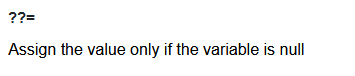 ??=
Assign the value only if the variable is null